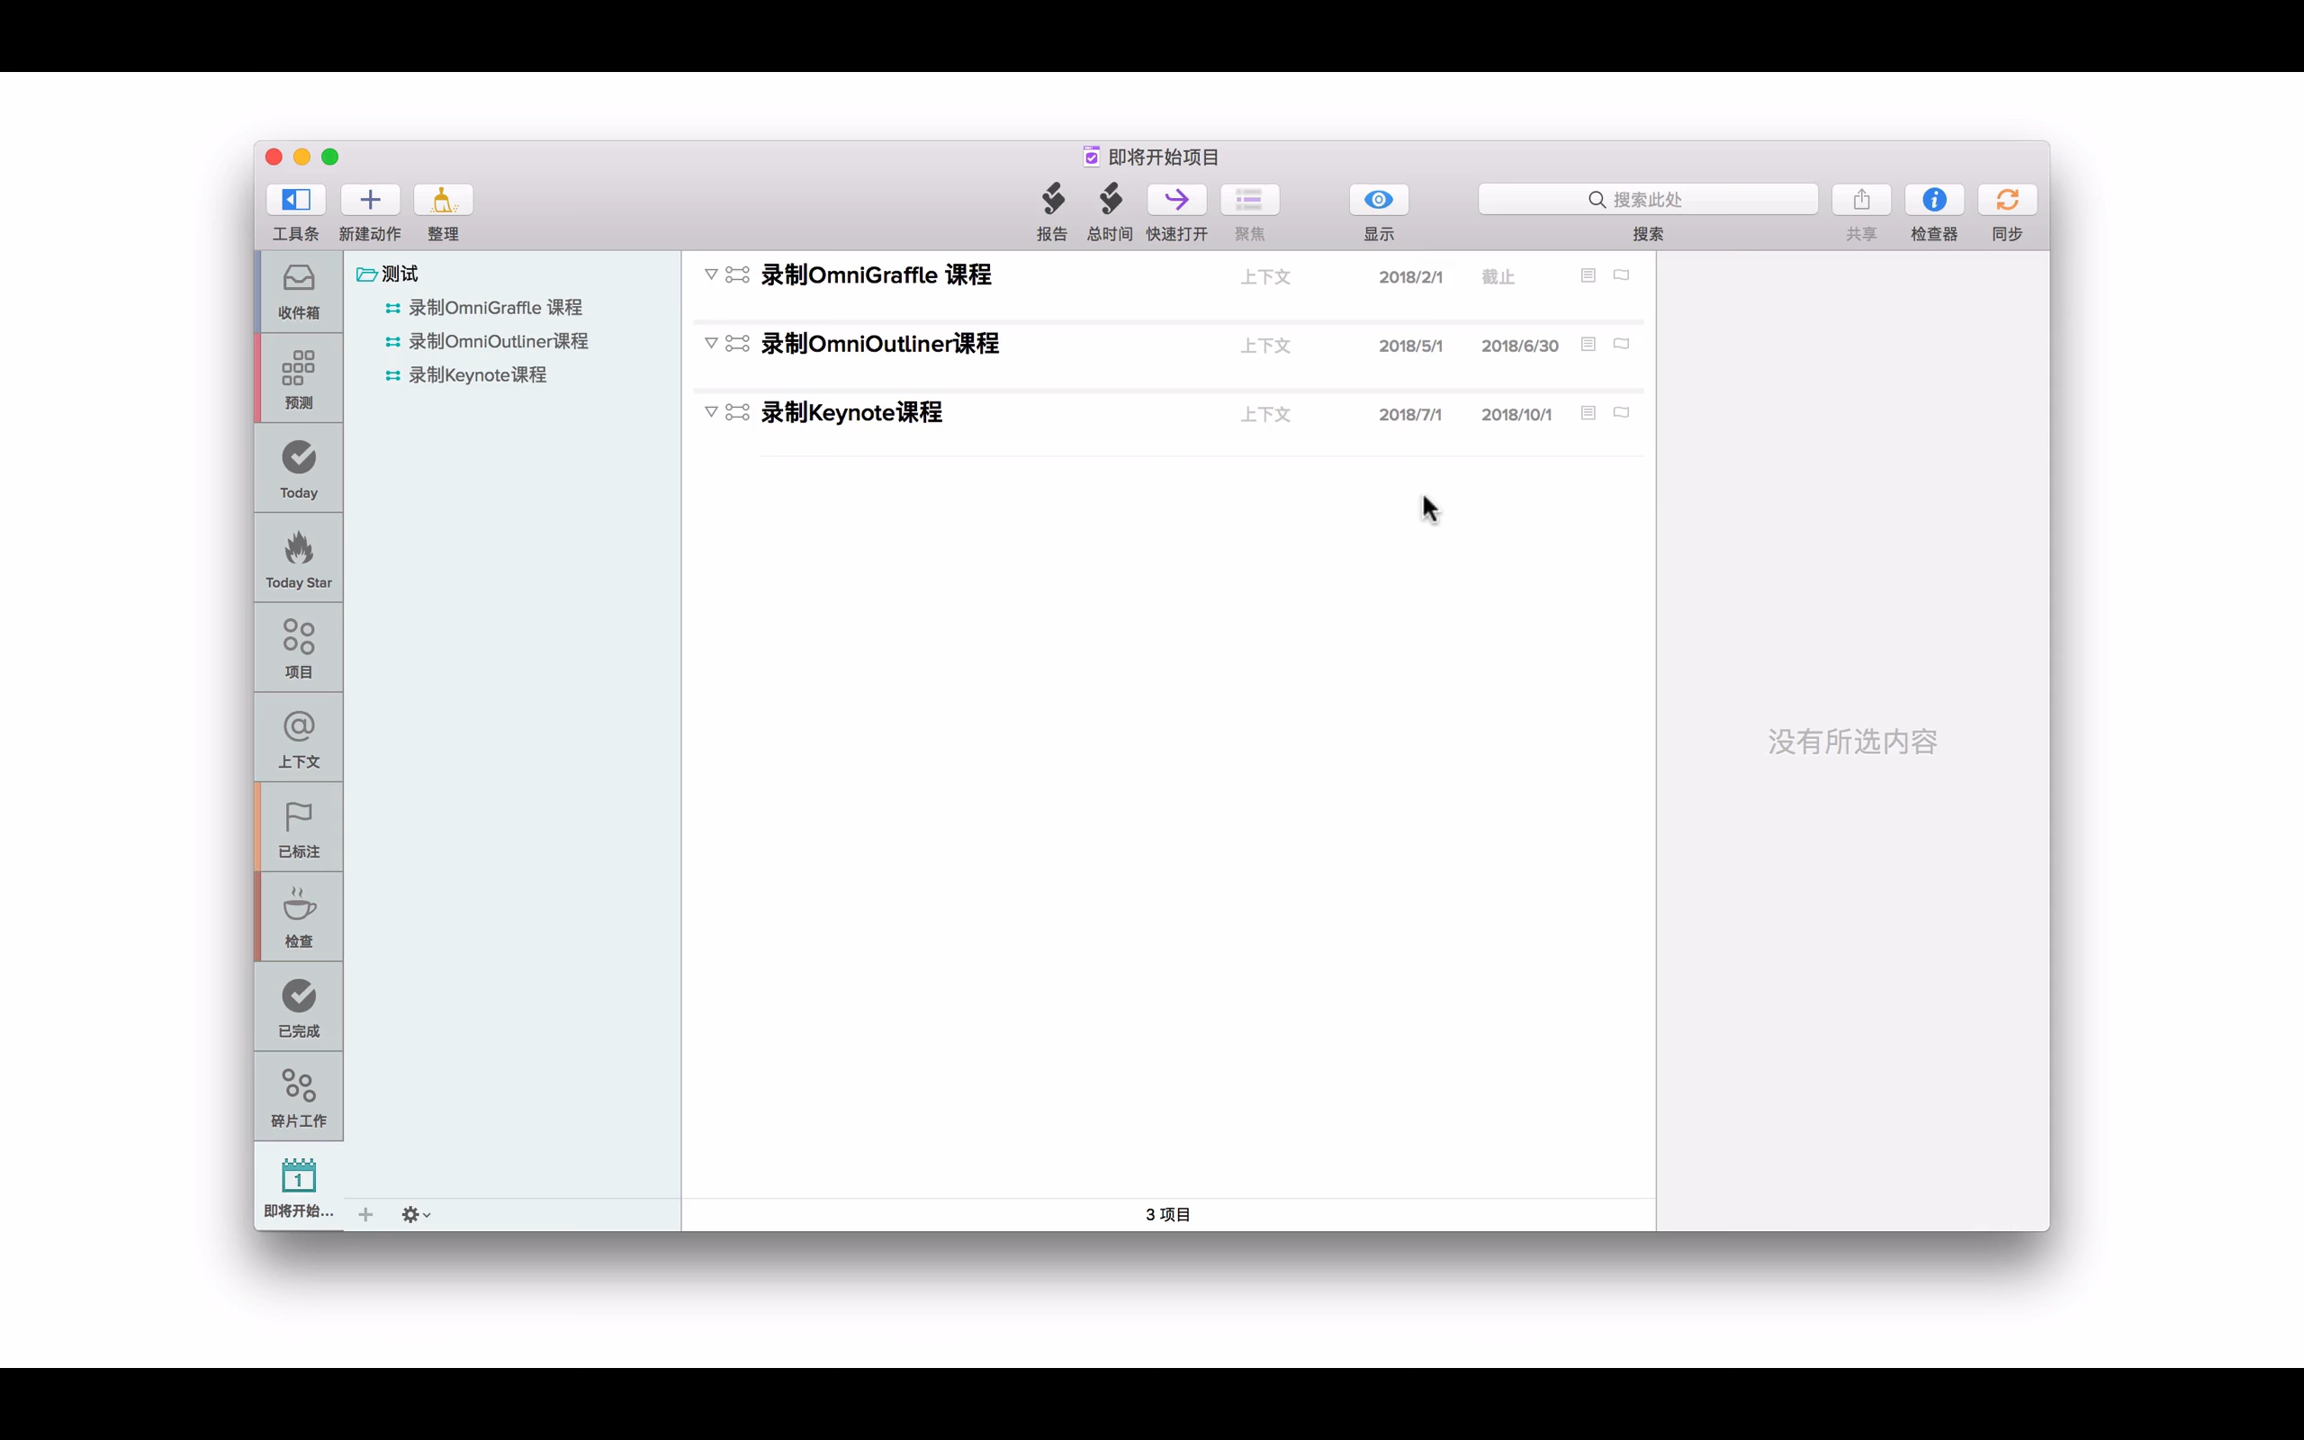 即将开始项目
工具条 新建动作 整理 报告 总时间 快速打开 聚焦 显示 搜索此处 搜索 共享 检查器 同步
收件箱
预测
Today
Today Star
项目
上下文
已标注
检查
已完成
碎片工作
1
即将开始...
测试
录制OmniGraffle 课程
录制OmniOutliner课程
录制Keynote课程
录制OmniGraffle 课程 上下文 2018/2/1 截止
录制OmniOutliner课程 上下文 2018/5/1 2018/6/30
录制Keynote课程 上下文 2018/7/1 2018/10/1
没有所选内容
3 项目